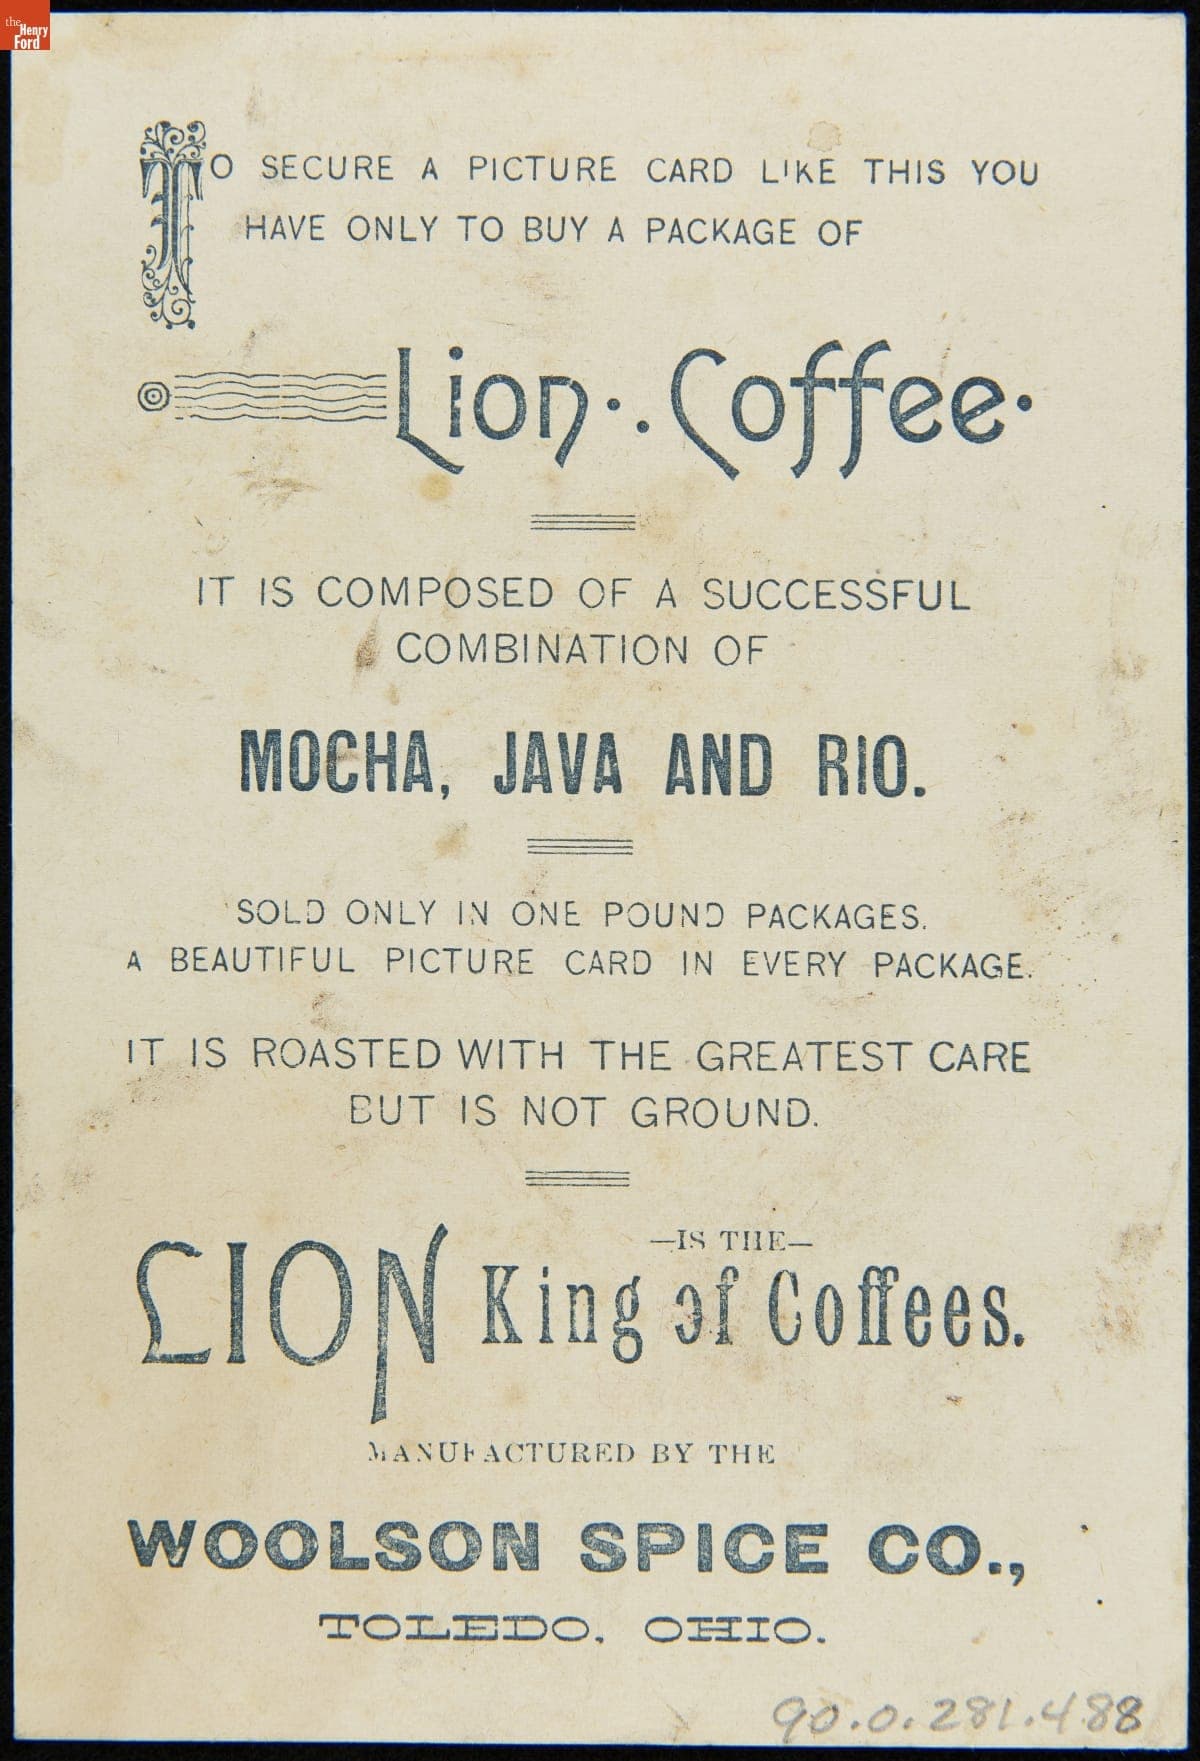 the
Henry
Ford
TO SECURE A PICTURE CARD LIKE THIS YOU
HAVE ONLY TO BUY A PACKAGE OF
Lion Coffee
IT IS COMPOSED OF A SUCCESSFUL
COMBINATION OF
MOCHA, JAVA AND RIO.
SOLD ONLY IN ONE POUND PACKAGES.
A BEAUTIFUL PICTURE CARD IN EVERY PACKAGE.
IT IS ROASTED WITH THE GREATEST CARE
BUT IS NOT GROUND.
—IS THE—
LION King of Coffees.
MANUFACTURED BY THE
WOOLSON SPICE CO.,
TOLEDO, OHIO.
90.0.281.488